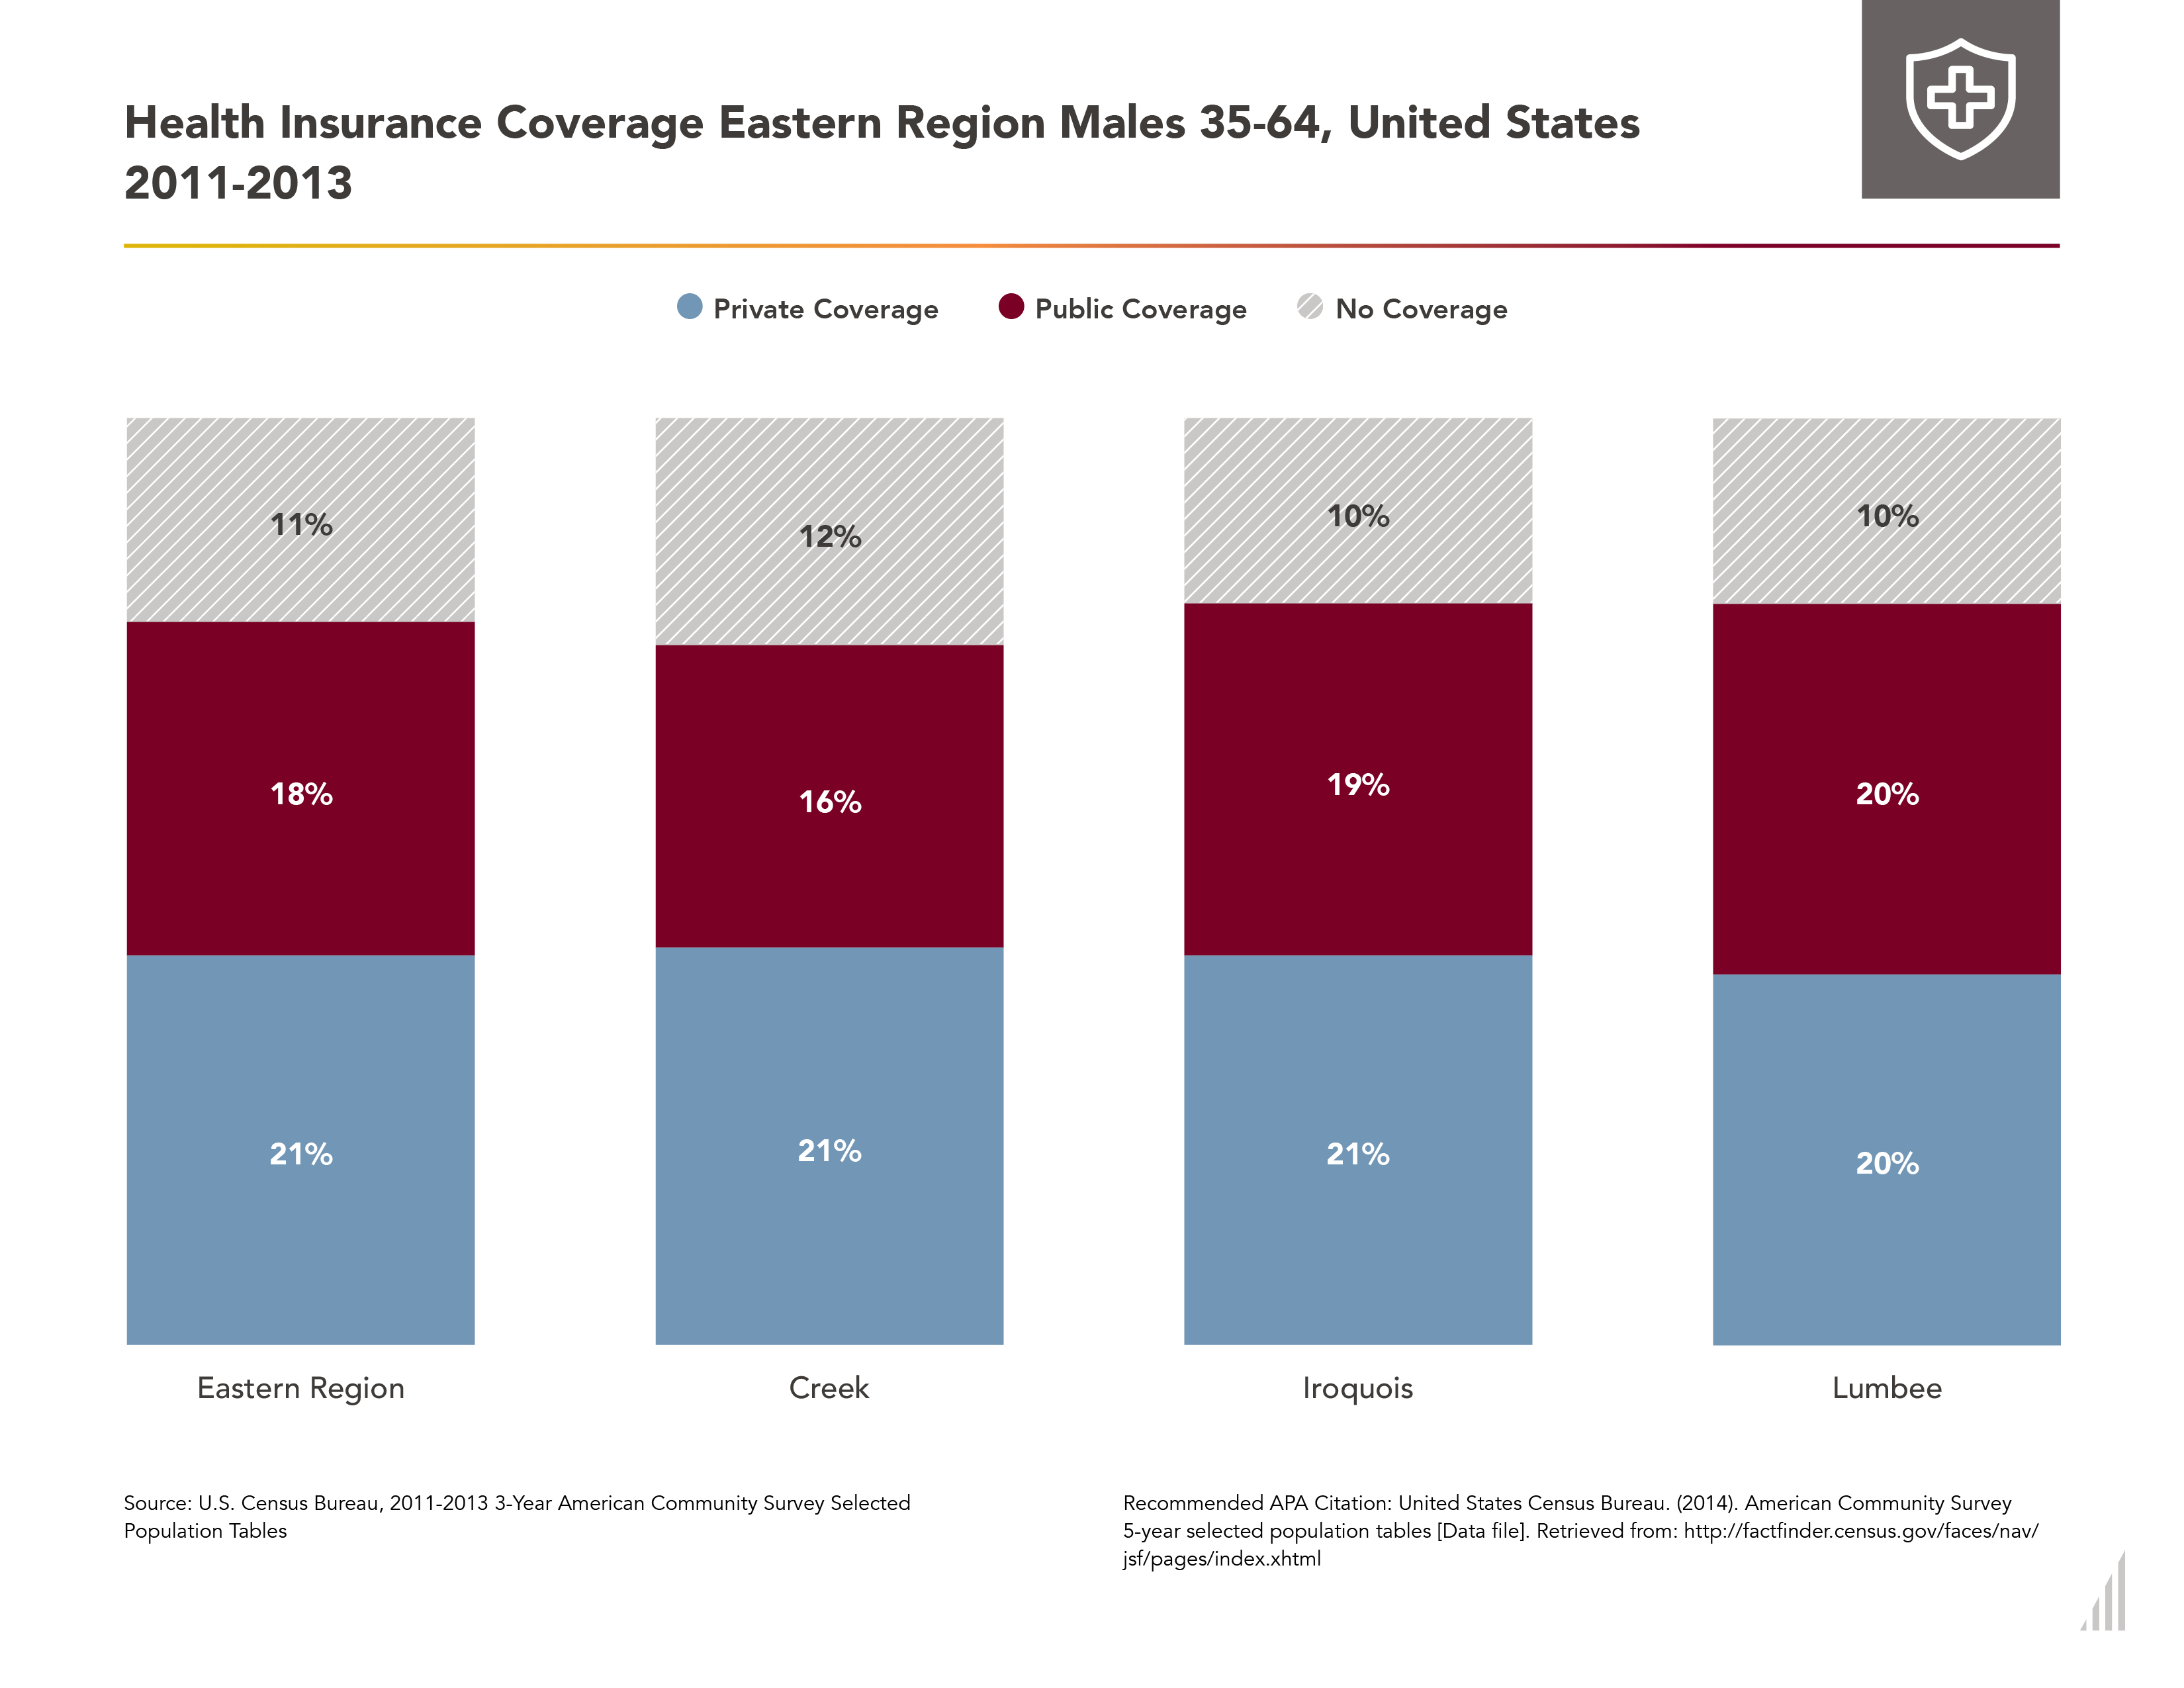 Health Insurance Coverage Eastern Region Males 35-64, United States
2011-2013
Private Coverage
Public Coverage
No Coverage
11%
12%
10%
10%
18%
16%
19%
20%
21%
21%
21%
20%
Eastern Region
Creek
Iroquois
Lumbee
Source: U.S. Census Bureau, 2011-2013 3-Year American Community Survey Selected
Population Tables
Recommended APA Citation: United States Census Bureau. (2014). American Community Survey
5-year selected population tables [Data file]. Retrieved from: http://factfinder.census.gov/faces/nav/
jsf/pages/index.xhtml